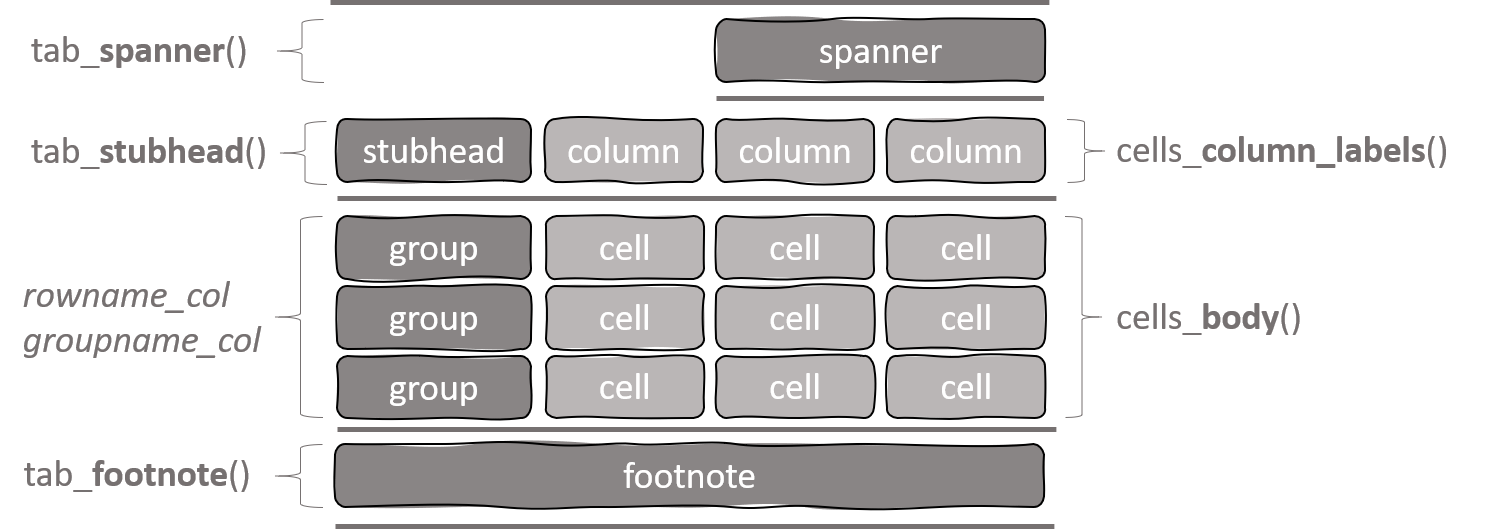 tab_spanner() spanner
tab_stubhead() stubhead column column column cells_column_labels()
group cell cell cell
rowname_col
groupname_col group cell cell cell cells_body()
group cell cell cell
tab_footnote() footnote